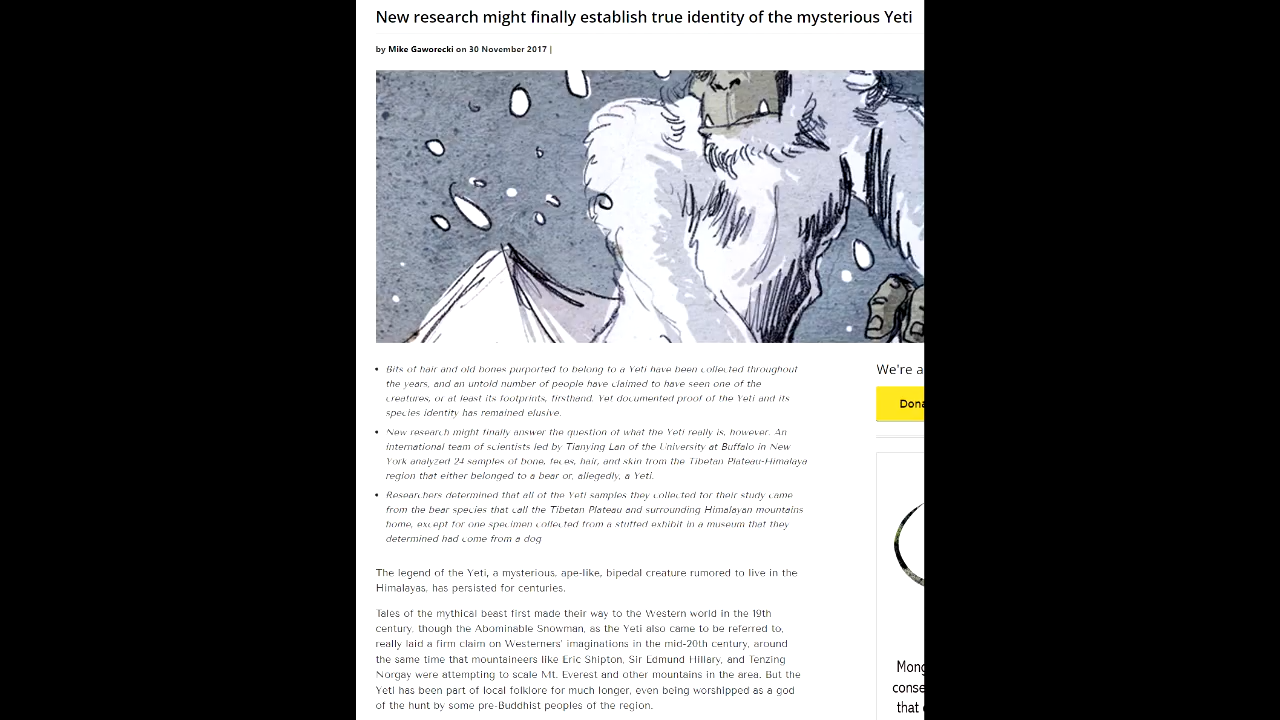 New research might finally establish true identity of the mysterious Yeti
by Mike Gaworecki on 30 November 2017 |
• Bits of hair and old bones purported to belong to a Yeti have been collected throughout
the years, and an untold number of people have claimed to have seen one of the
creatures, or at least its footprints, firsthand. Yet documented proof of the Yeti and its
species identity has remained elusive.
• New research might finally answer the question of what the Yeti really is, however. An
international team of scientists led by Tianying Lan of the University at Buffalo in New
York analyzed 24 samples of bone, feces, hair, and skin from the Tibetan Plateau-Himalaya
region that either belonged to a bear or, allegedly, a Yeti.
• Researchers determined that all of the Yeti samples they collected for their study came
from the bear species that call the Tibetan Plateau and surrounding Himalayan mountains
home, except for one specimen collected from a stuffed exhibit in a museum that they
determined had come from a dog
We're a
Dona
The legend of the Yeti, a mysterious, ape-like, bipedal creature rumored to live in the
Himalayas, has persisted for centuries.
Tales of the mythical beast first made their way to the Western world in the 19th
century, though the Abominable Snowman, as the Yeti also came to be referred to,
really laid a firm claim on Westerners' imaginations in the mid-20th century, around
the same time that mountaineers like Eric Shipton, Sir Edmund Hillary, and Tenzing
Norgay were attempting to scale Mt. Everest and other mountains in the area. But the
Yeti has been part of local folklore for much longer, even being worshipped as a god
of the hunt by some pre-Buddhist peoples of the region.
Mong
conse
that